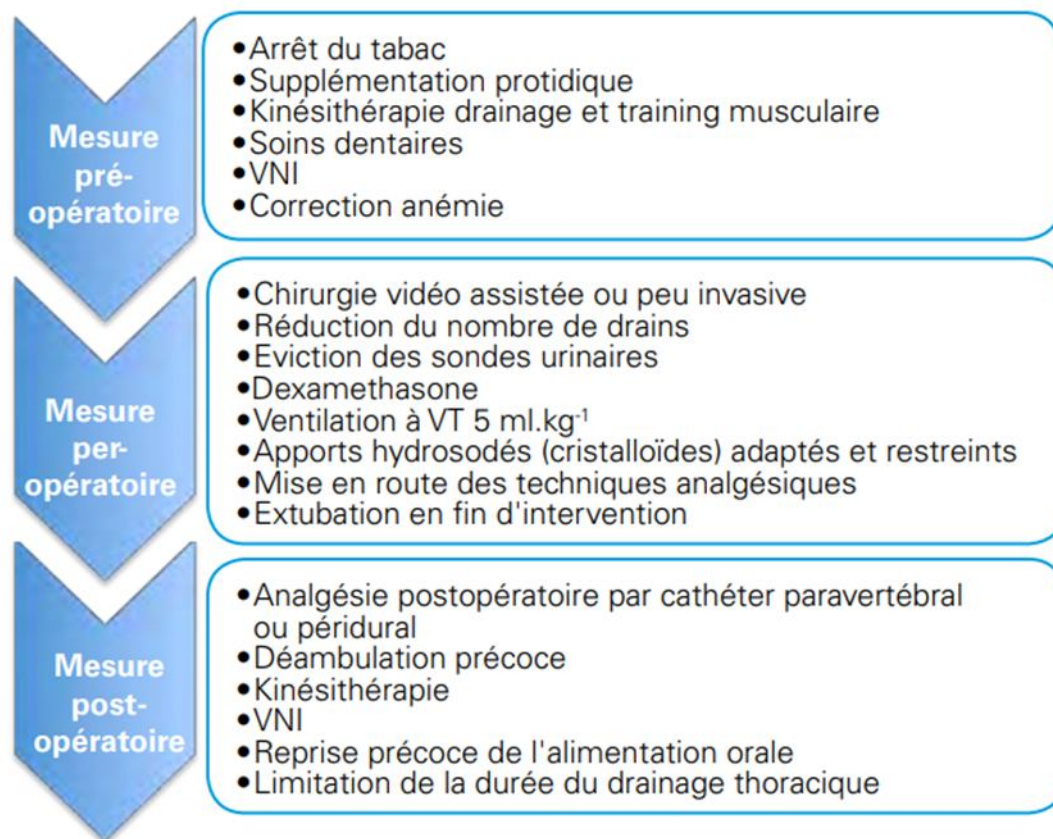 Mesure
pré-
opératoire
•Arrêt du tabac
•Supplémentation protidique
•Kinésithérapie drainage et training musculaire
•Soins dentaires
•VNI
•Correction anémie
Mesure
per-
opératoire
•Chirurgie vidéo assistée ou peu invasive
•Réduction du nombre de drains
•Eviction des sondes urinaires
•Dexamethasone
•Ventilation à VT 5 ml.kg⁻¹
•Apports hydrosodés (cristalloïdes) adaptés et restreints
•Mise en route des techniques analgésiques
•Extubation en fin d'intervention
Mesure
post-
opératoire
•Analgésie postopératoire par cathéter paravertébral
ou péridural
•Déambulation précoce
•Kinésithérapie
•VNI
•Reprise précoce de l'alimentation orale
•Limitation de la durée du drainage thoracique